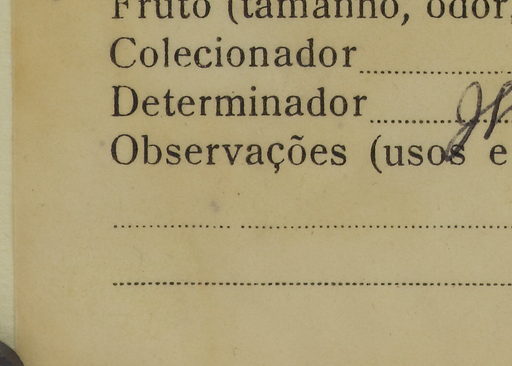 Fruto (tamanho, odor,
Colecionador
Determinador
Observações (usos e